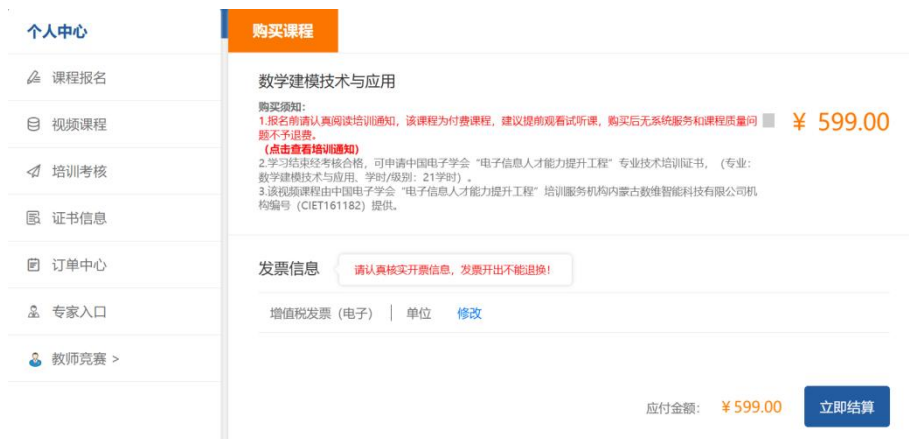 个人中心
课程报名
视频课程
培训考核
证书信息
订单中心
专家入口
教师竞赛 >
购买课程
数学建模技术与应用
购买须知：
1.报名前请认真阅读培训通知，该课程为付费课程，建议提前观看试听课，购买后无系统服务和课程质量问
题不予退费。
（点击查看培训通知）
2.学习结束经考核合格，可申请中国电子学会“电子信息人才能力提升工程”专业技术培训证书，（专业：
数学建模技术与应用、学时/级别：21学时）。
3.该视频课程由中国电子学会“电子信息人才能力提升工程”培训服务机构内蒙古数维智能科技有限公司机
构编号（CIET161182）提供。
¥ 599.00
发票信息
请认真核实开票信息，发票开出不能退换！
增值税发票（电子） | 单位 修改
应付金额： ¥ 599.00
立即结算